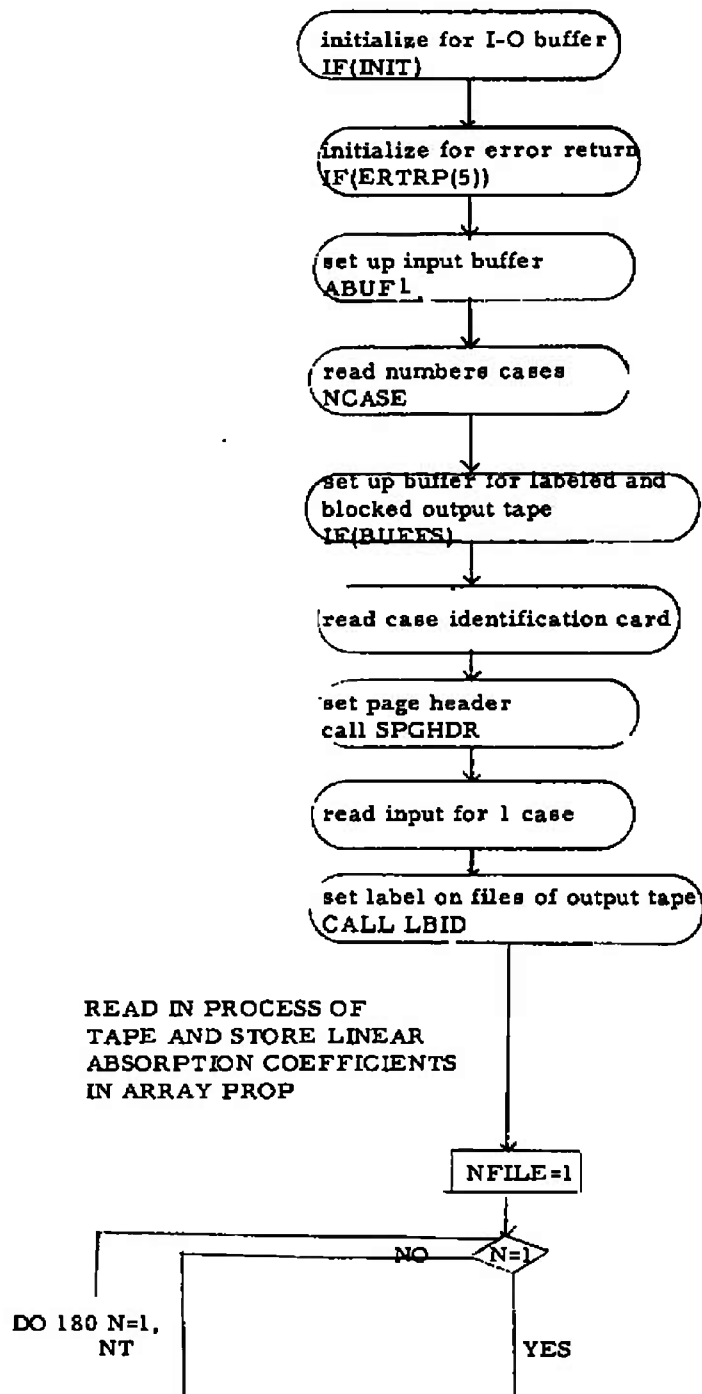 initialize for I-O buffer
IF(INIT)
initialize for error return
IF(ERTRP(5))
set up input buffer
ABUF1.
read numbers cases
NCASE
set up buffer for labeled and
blocked output tape
IF(BUFFS)
read case identification card
set page header
call SPGHDR
read input for 1 case
set label on files of output tape
CALL LBID
READ IN PROCESS OF
TAPE AND STORE LINEAR
ABSORPTION COEFFICIENTS
IN ARRAY PROP
NFILE=1
NO
N=1
DO 180 N=1,
NT
YES